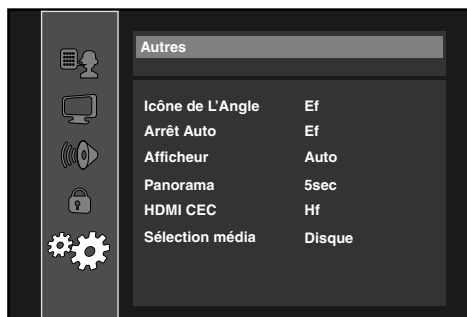 Autres
Icône de L'Angle Ef
Arrêt Auto Ef
Afficheur Auto
Panorama 5sec
HDMI CEC Hf
Sélection média Disque